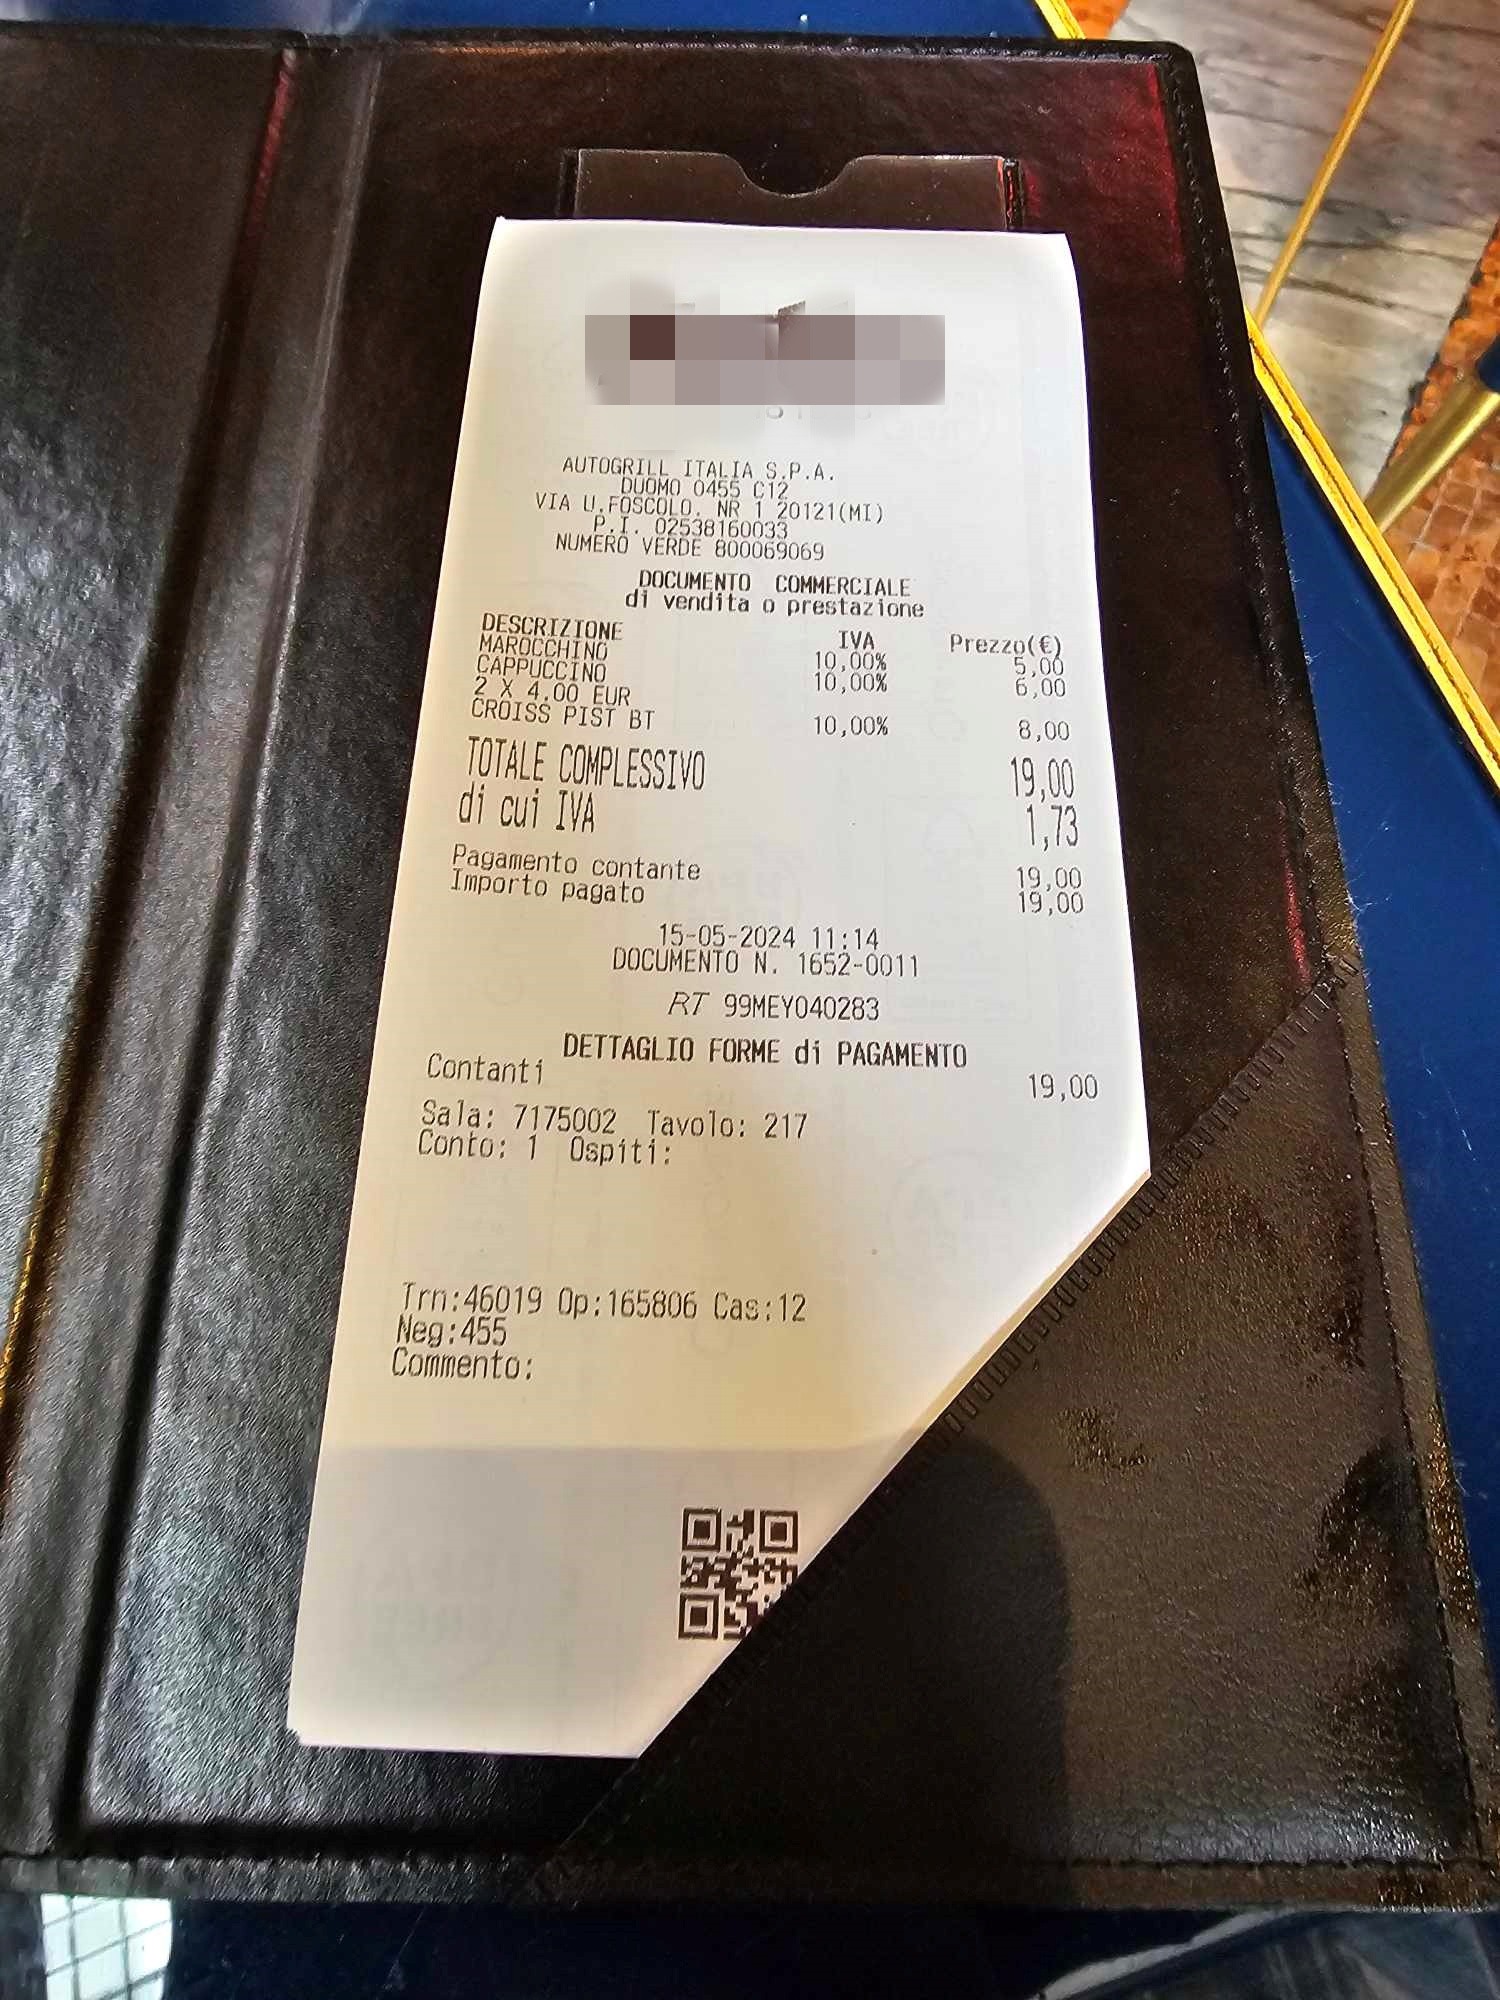 AUTOGRILL ITALIA S.P.A.
DUOMO 0455 C12
VIA U.FOSCOLO. NR 1 20121(MI)
P.I. 02538160033
NUMERO VERDE 800069069
DOCUMENTO COMMERCIALE
di vendita o prestazione
DESCRIZIONE IVA Prezzo(€)
MAROCCHINO 10,00% 5,00
CAPPUCCINO 10,00% 6,00
2 X 4.00 EUR
CROISS PIST BT 10,00% 8,00
TOTALE COMPLESSIVO 19,00
di cui IVA 1,73
Pagamento contante 19,00
Importo pagato 19,00
15-05-2024 11:14
DOCUMENTO N. 1652-0011
RT 99MEY040283
DETTAGLIO FORME di PAGAMENTO
Contanti 19,00
Sala: 7175002 Tavolo: 217
Conto: 1 Ospiti:
Trn:46019 Op:165806 Cas:12
Neg:455
Commento: